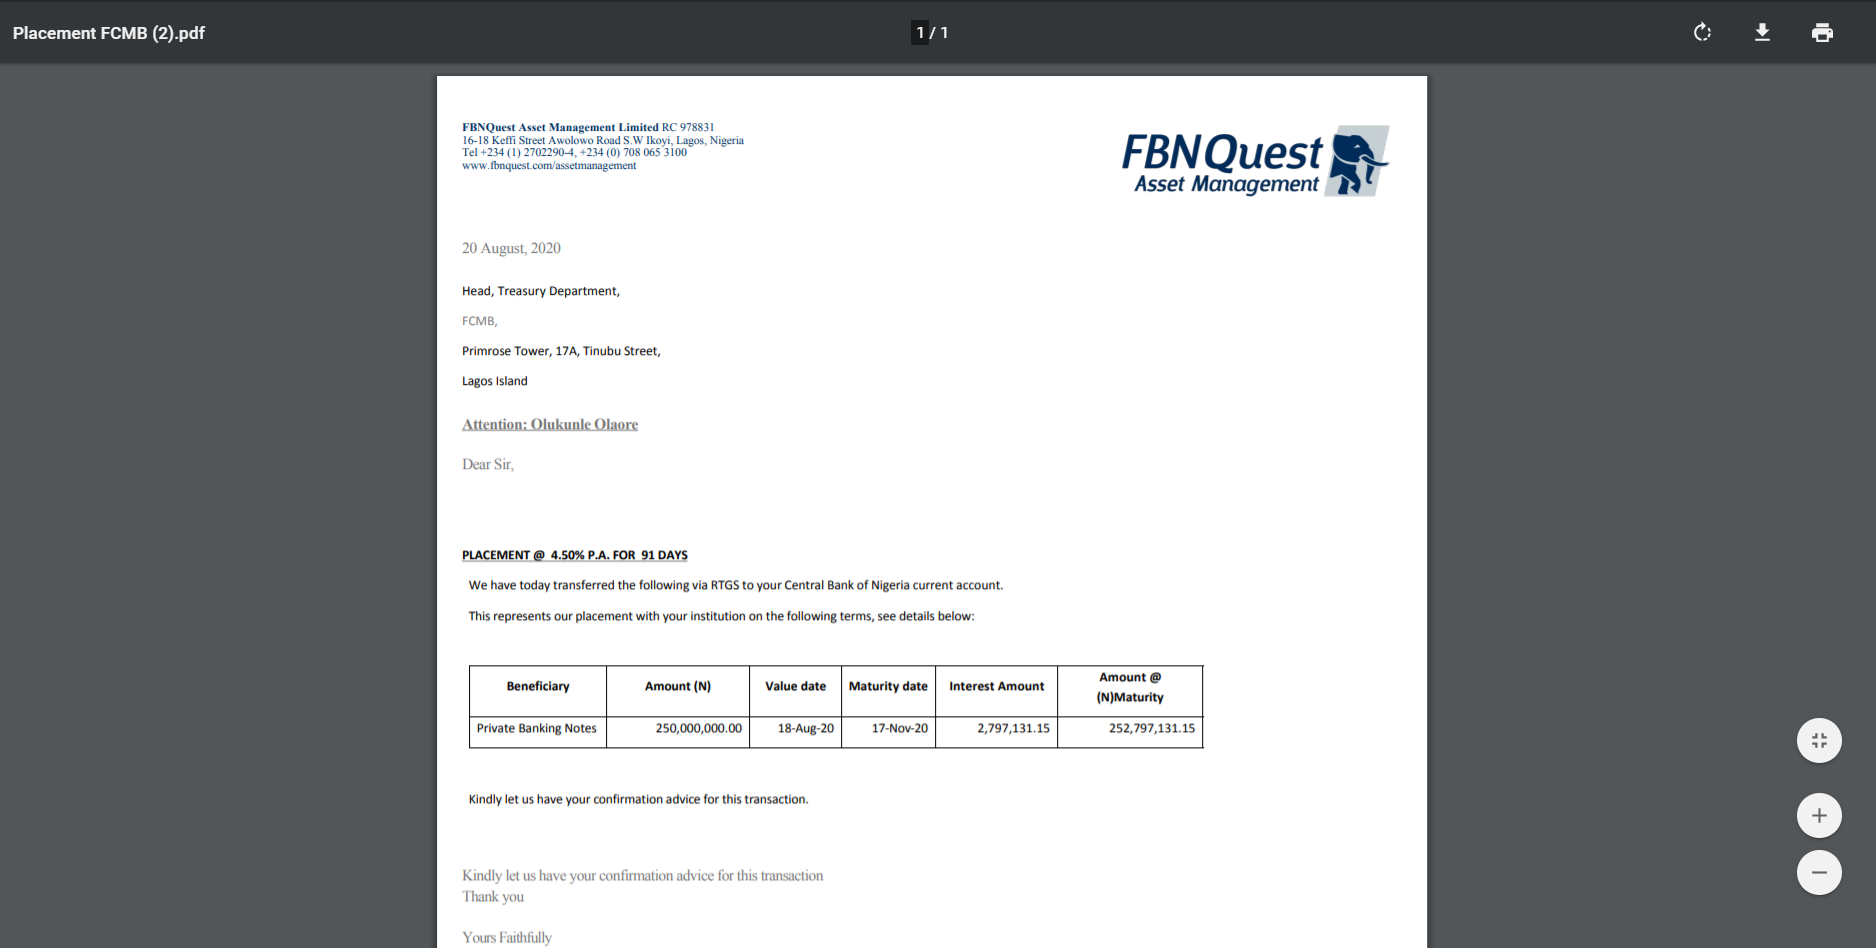 Placement FCMB (2).pdf
1 / 1
FBNQuest Asset Management Limited RC 978831
16-18 Keffi Street Awolowo Road S.W Ikoyi, Lagos, Nigeria
Tel +234 (1) 2702290-4, +234 (0) 708 065 3100
www.fbnquest.com/assetmanagement
FBNQuest
Asset Management
20 August, 2020
Head, Treasury Department,
FCMB,
Primrose Tower, 17A, Tinubu Street,
Lagos Island
Attention: Olukunle Olaore
Dear Sir,
PLACEMENT @ 4.50% P.A. FOR 91 DAYS
We have today transferred the following via RTGS to your Central Bank of Nigeria current account.
This represents our placement with your institution on the following terms, see details below:
Beneficiary Amount (N) Value date Maturity date Interest Amount Amount @ (N)Maturity
Private Banking Notes 250,000,000.00 18-Aug-20 17-Nov-20 2,797,131.15 252,797,131.15
Kindly let us have your confirmation advice for this transaction.
Kindly let us have your confirmation advice for this transaction
Thank you
Yours Faithfully